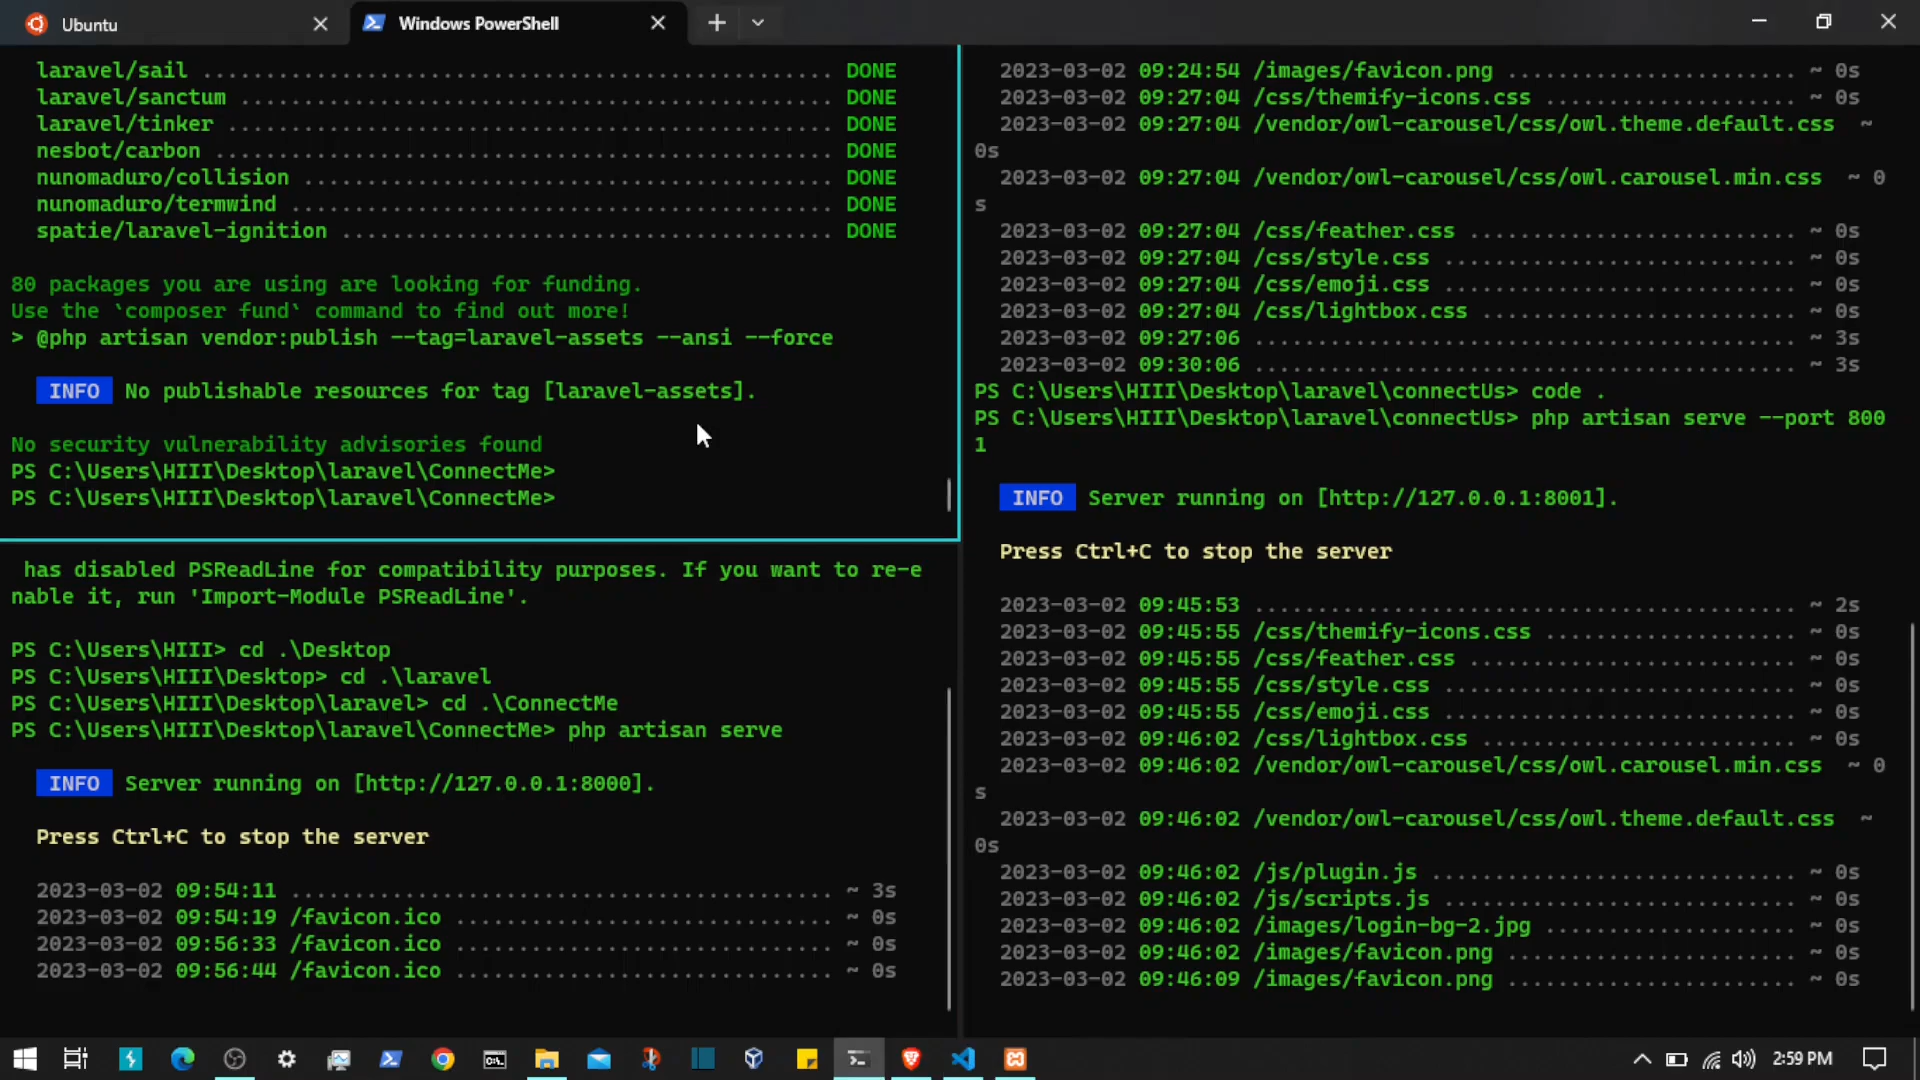 Ubuntu
Windows PowerShell
laravel/sail ................................................. DONE
laravel/sanctum .............................................. DONE
laravel/tinker ............................................... DONE
nesbot/carbon ................................................ DONE
nunomaduro/collision ......................................... DONE
nunomaduro/termwind .......................................... DONE
spatie/laravel-ignition ...................................... DONE
80 packages you are using are looking for funding.
Use the `composer fund` command to find out more!
> @php artisan vendor:publish --tag=laravel-assets --ansi --force
INFO No publishable resources for tag [laravel-assets].
No security vulnerability advisories found
PS C:\Users\HIII\Desktop\laravel\ConnectMe>
PS C:\Users\HIII\Desktop\laravel\ConnectMe>
has disabled PSReadLine for compatibility purposes. If you want to re-e
nable it, run 'Import-Module PSReadLine'.
PS C:\Users\HIII> cd .\Desktop
PS C:\Users\HIII\Desktop> cd .\laravel
PS C:\Users\HIII\Desktop\laravel> cd .\ConnectMe
PS C:\Users\HIII\Desktop\laravel\ConnectMe> php artisan serve
INFO Server running on [http://127.0.0.1:8000].
Press Ctrl+C to stop the server
2023-03-02 09:54:11 ........................................... ~ 3s
2023-03-02 09:54:19 /favicon.ico .............................. ~ 0s
2023-03-02 09:56:33 /favicon.ico .............................. ~ 0s
2023-03-02 09:56:44 /favicon.ico .............................. ~ 0s
2023-03-02 09:24:54 /images/favicon.png ....................... ~ 0s
2023-03-02 09:27:04 /css/themify-icons.css .................... ~ 0s
2023-03-02 09:27:04 /vendor/owl-carousel/css/owl.theme.default.css ~
0s
2023-03-02 09:27:04 /vendor/owl-carousel/css/owl.carousel.min.css ~ 0
s
2023-03-02 09:27:04 /css/feather.css .......................... ~ 0s
2023-03-02 09:27:04 /css/style.css ............................ ~ 0s
2023-03-02 09:27:04 /css/emoji.css ............................ ~ 0s
2023-03-02 09:27:04 /css/lightbox.css ......................... ~ 0s
2023-03-02 09:27:06 ........................................... ~ 3s
2023-03-02 09:30:06 ........................................... ~ 3s
PS C:\Users\HIII\Desktop\laravel\connectUs> code .
PS C:\Users\HIII\Desktop\laravel\connectUs> php artisan serve --port 800
1
INFO Server running on [http://127.0.0.1:8001].
Press Ctrl+C to stop the server
2023-03-02 09:45:53 ........................................... ~ 2s
2023-03-02 09:45:55 /css/themify-icons.css .................... ~ 0s
2023-03-02 09:45:55 /css/feather.css .......................... ~ 0s
2023-03-02 09:45:55 /css/style.css ............................ ~ 0s
2023-03-02 09:45:55 /css/emoji.css ............................ ~ 0s
2023-03-02 09:46:02 /css/lightbox.css ......................... ~ 0s
2023-03-02 09:46:02 /vendor/owl-carousel/css/owl.carousel.min.css ~ 0
s
2023-03-02 09:46:02 /vendor/owl-carousel/css/owl.theme.default.css ~
0s
2023-03-02 09:46:02 /js/plugin.js ............................. ~ 0s
2023-03-02 09:46:02 /js/scripts.js ............................ ~ 0s
2023-03-02 09:46:02 /images/login-bg-2.jpg .................... ~ 0s
2023-03-02 09:46:02 /images/favicon.png ....................... ~ 0s
2023-03-02 09:46:09 /images/favicon.png ....................... ~ 0s
2:59 PM